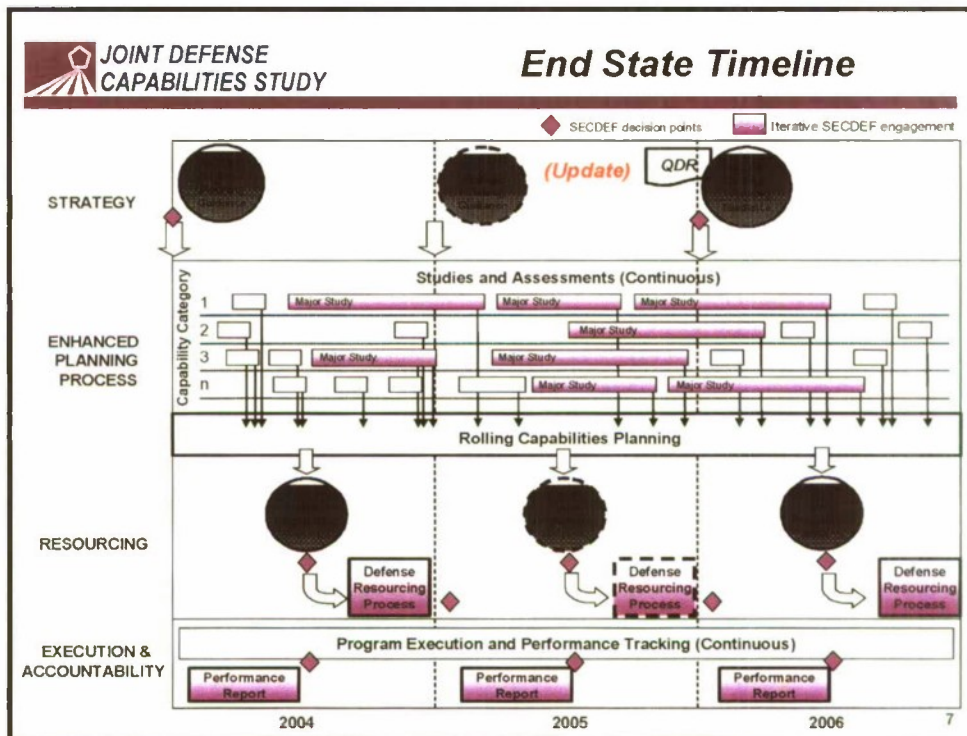 JOINT DEFENSE
CAPABILITIES STUDY
End State Timeline
SECDEF decision points
Iterative SECDEF engagement
STRATEGY
(Update)
QDR
ENHANCED
PLANNING
PROCESS
Capability Category
Studies and Assessments (Continuous)
1
Major Study
Major Study
Major Study
2
Major Study
3
Major Study
Major Study
n
Major Study
Major Study
Rolling Capabilities Planning
RESOURCING
Defense
Resourcing
Process
Defense
Resourcing
Process
Defense
Resourcing
Process
EXECUTION &
ACCOUNTABILITY
Program Execution and Performance Tracking (Continuous)
Performance
Report
Performance
Report
Performance
Report
2004
2005
2006
7